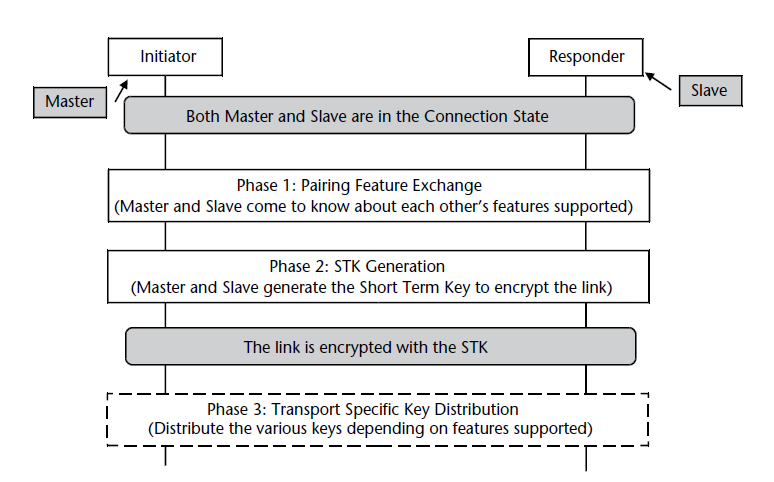 Initiator
Responder
Master
Slave
Both Master and Slave are in the Connection State
Phase 1: Pairing Feature Exchange
(Master and Slave come to know about each other's features supported)
Phase 2: STK Generation
(Master and Slave generate the Short Term Key to encrypt the link)
The link is encrypted with the STK
Phase 3: Transport Specific Key Distribution
(Distribute the various keys depending on features supported)